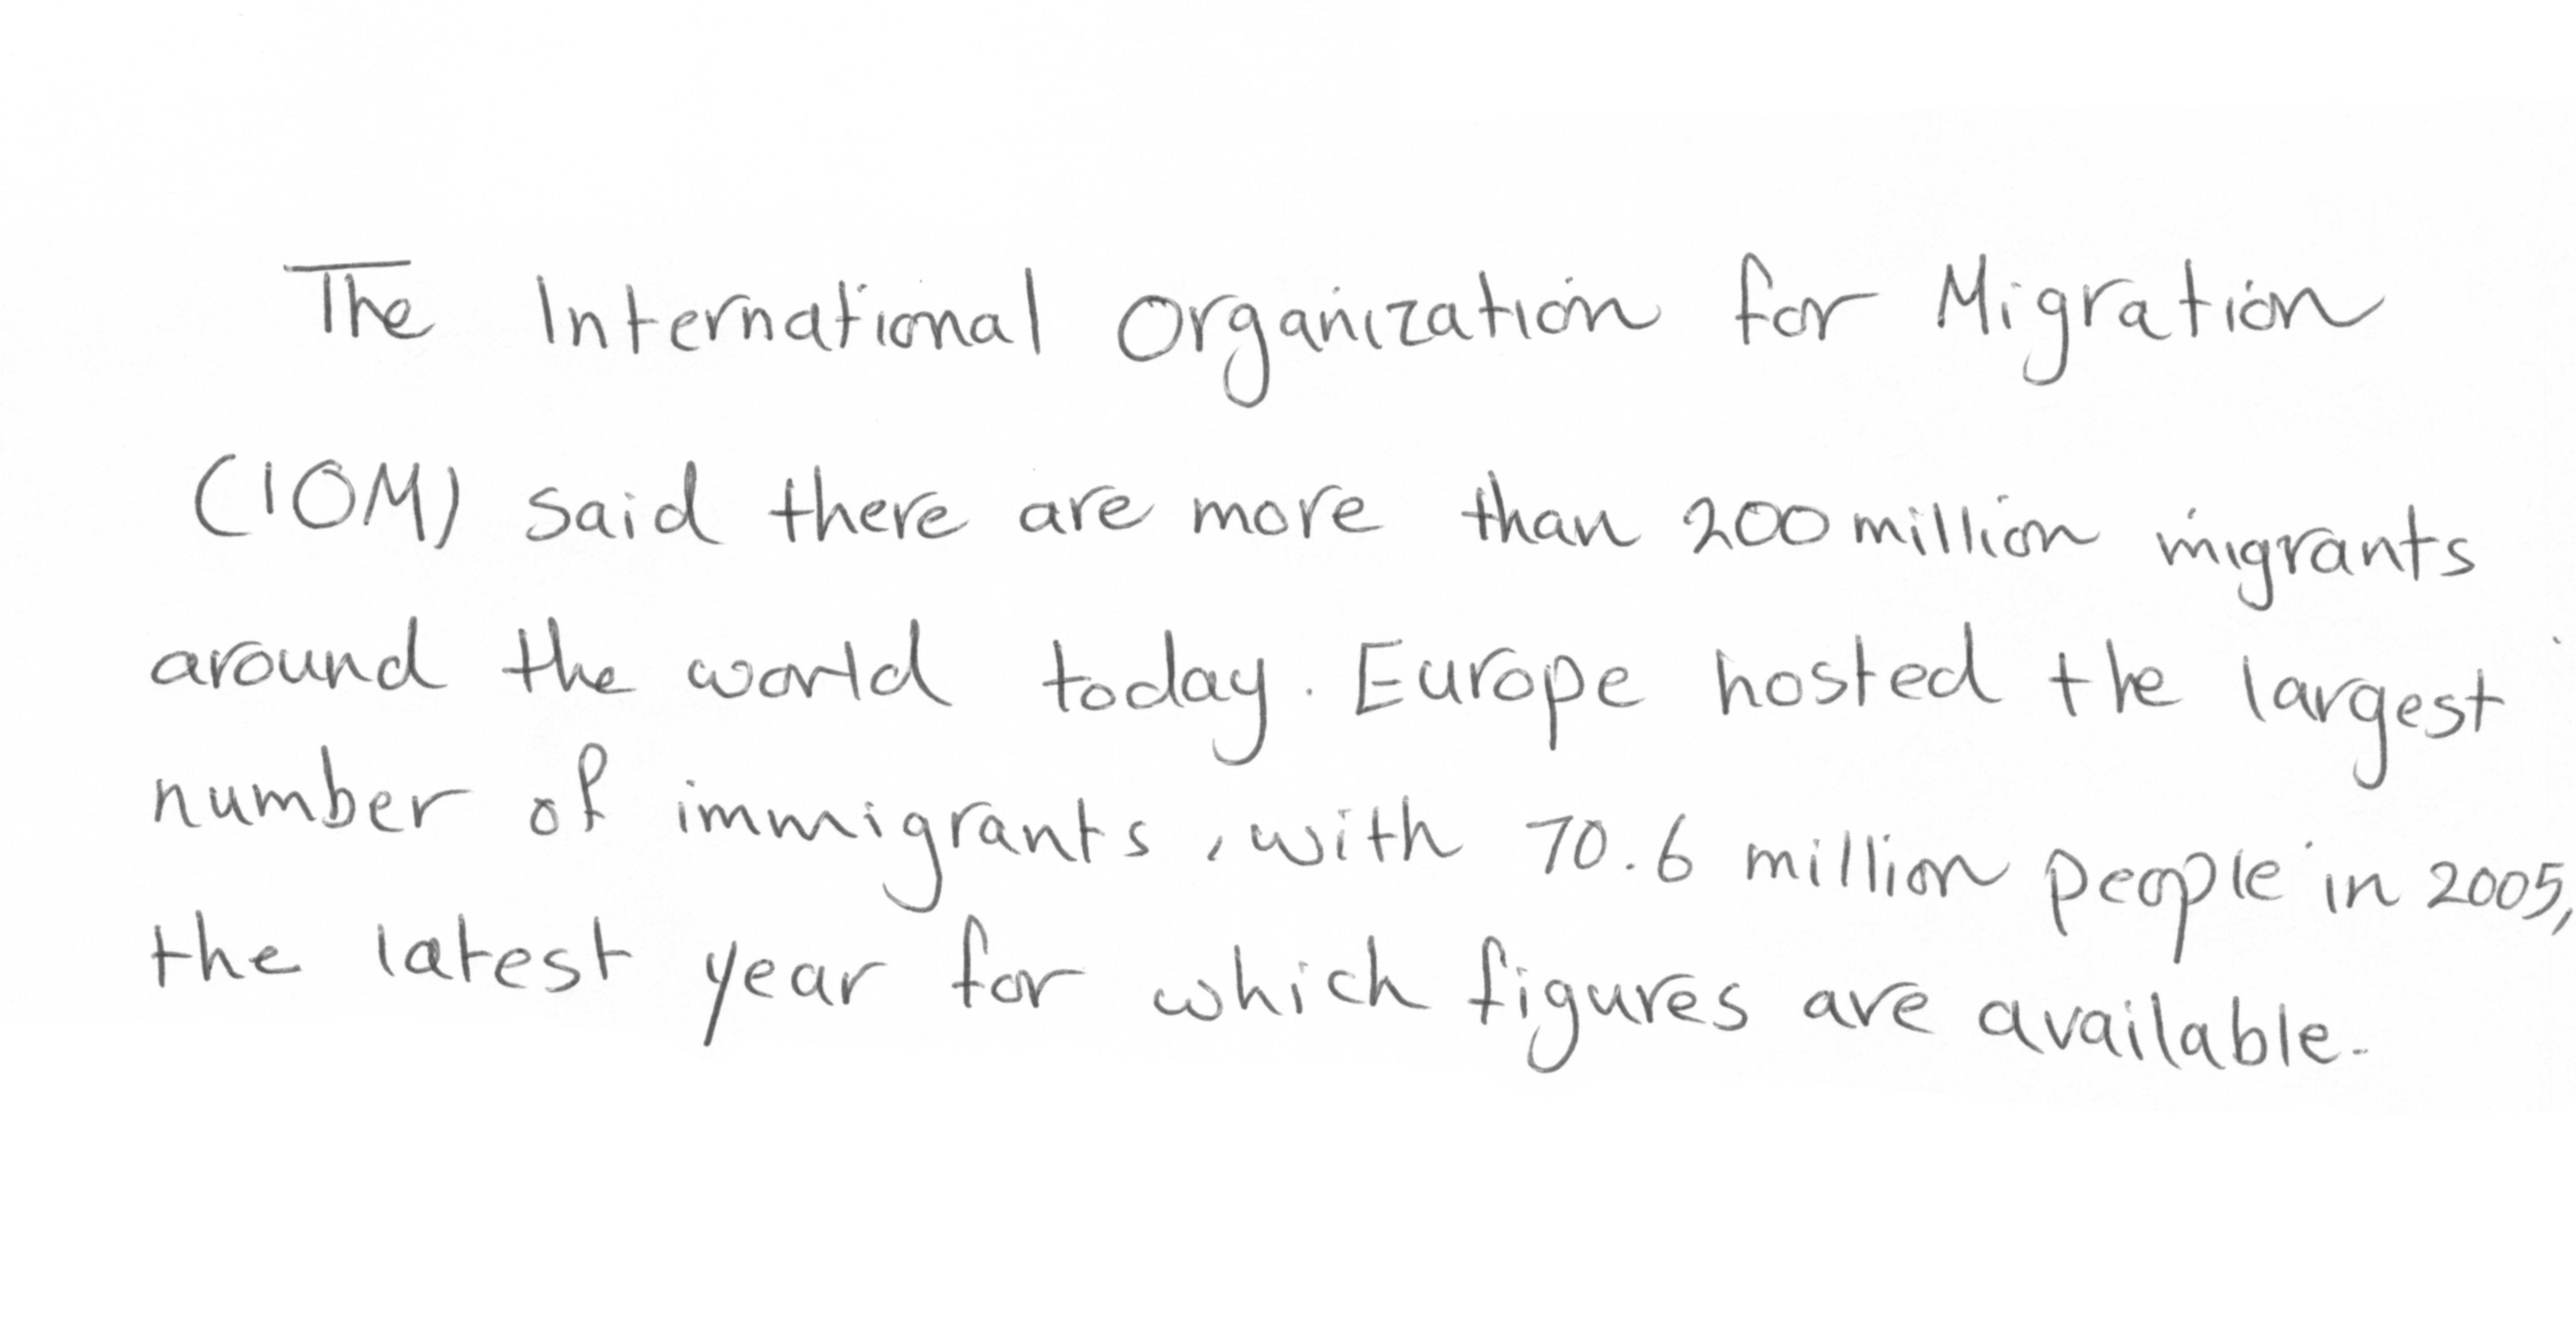 The International Organization for Migration
(IOM) said there are more than 200 million migrants
around the world today. Europe hosted the largest
number of immigrants, with 70.6 million people in 2005,
the latest year for which figures are available.